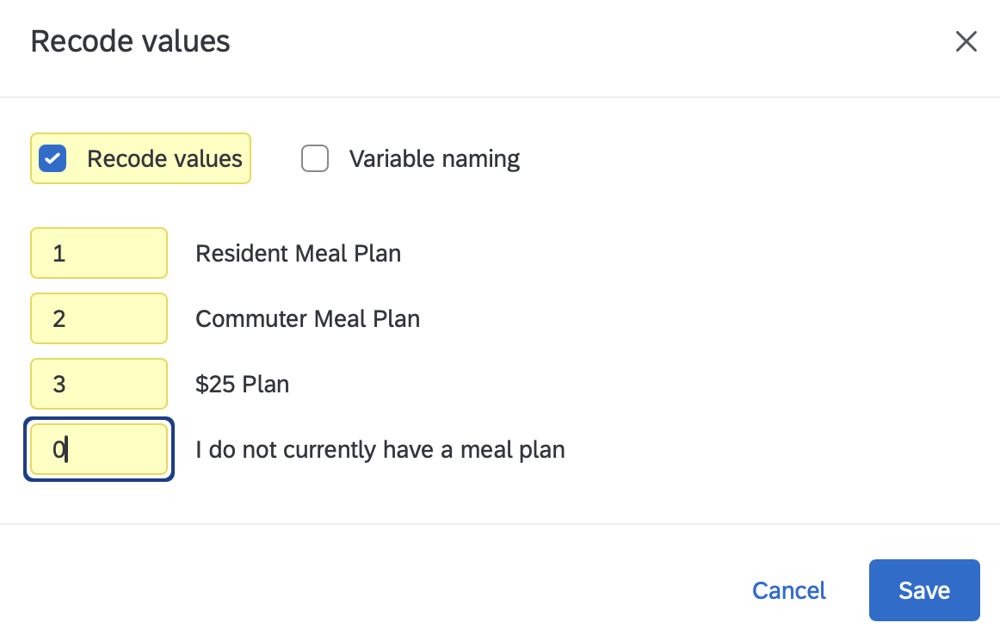 Recode values
Recode values Variable naming
1 Resident Meal Plan
2 Commuter Meal Plan
3 $25 Plan
0 I do not currently have a meal plan
Cancel Save